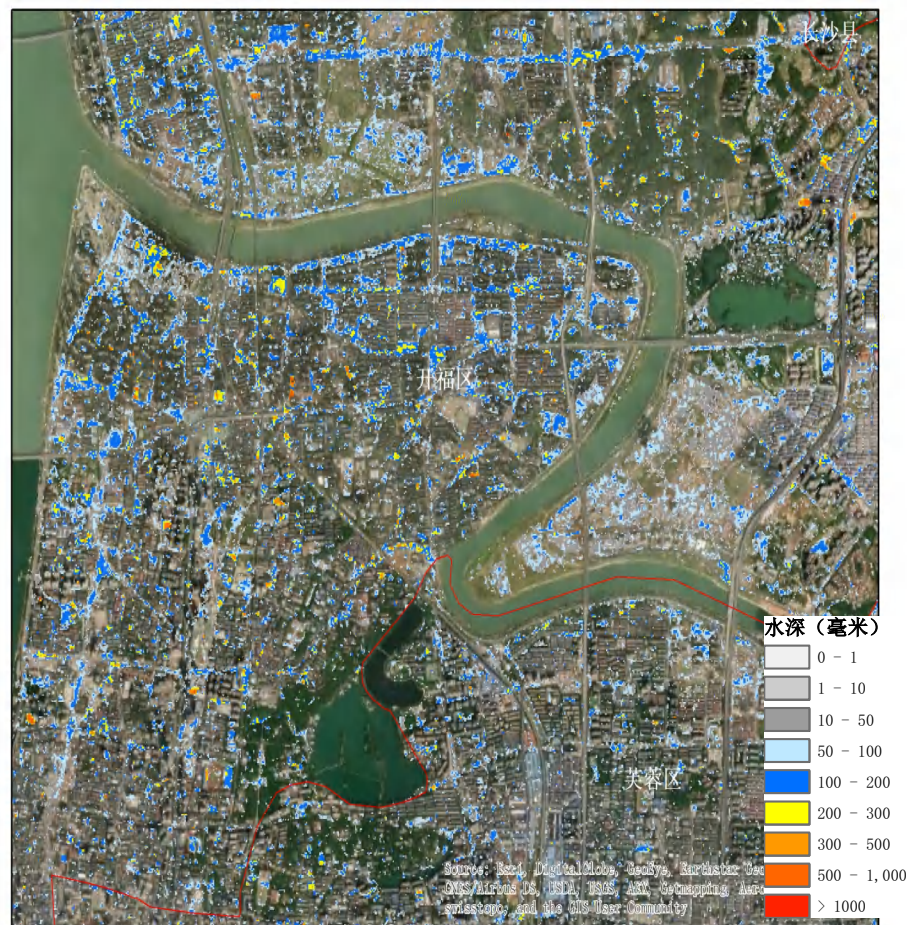 长沙县
开福区
水深（毫米）
0 - 1
1 - 10
10 - 50
50 - 100
100 - 200
200 - 300
300 - 500
500 - 1,000
> 1000
芙蓉区
Source: Esri, DigitalGlobe, GeoEye, Earthstar Geo
CNES/Airbus DS, USDA, USGS, AEX, Getmapping, Aero
swisstopo, and the GIS User Community